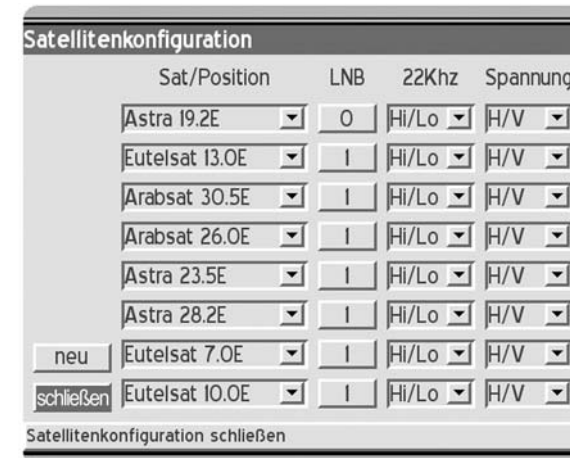 Satellitenkonfiguration
Sat/Position LNB 22Khz Spannung
Astra 19.2E 0 Hi/Lo H/V
Eutelsat 13.0E 1 Hi/Lo H/V
Arabsat 30.5E 1 Hi/Lo H/V
Arabsat 26.0E 1 Hi/Lo H/V
Astra 23.5E 1 Hi/Lo H/V
Astra 28.2E 1 Hi/Lo H/V
neu Eutelsat 7.0E 1 Hi/Lo H/V
schließen Eutelsat 10.0E 1 Hi/Lo H/V
Satellitenkonfiguration schließen